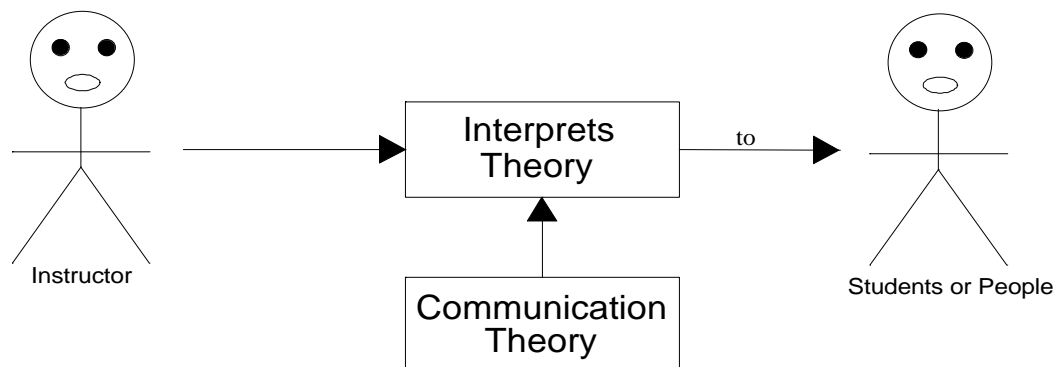 Interprets
Theory
to
Instructor
Students or People
Communication
Theory